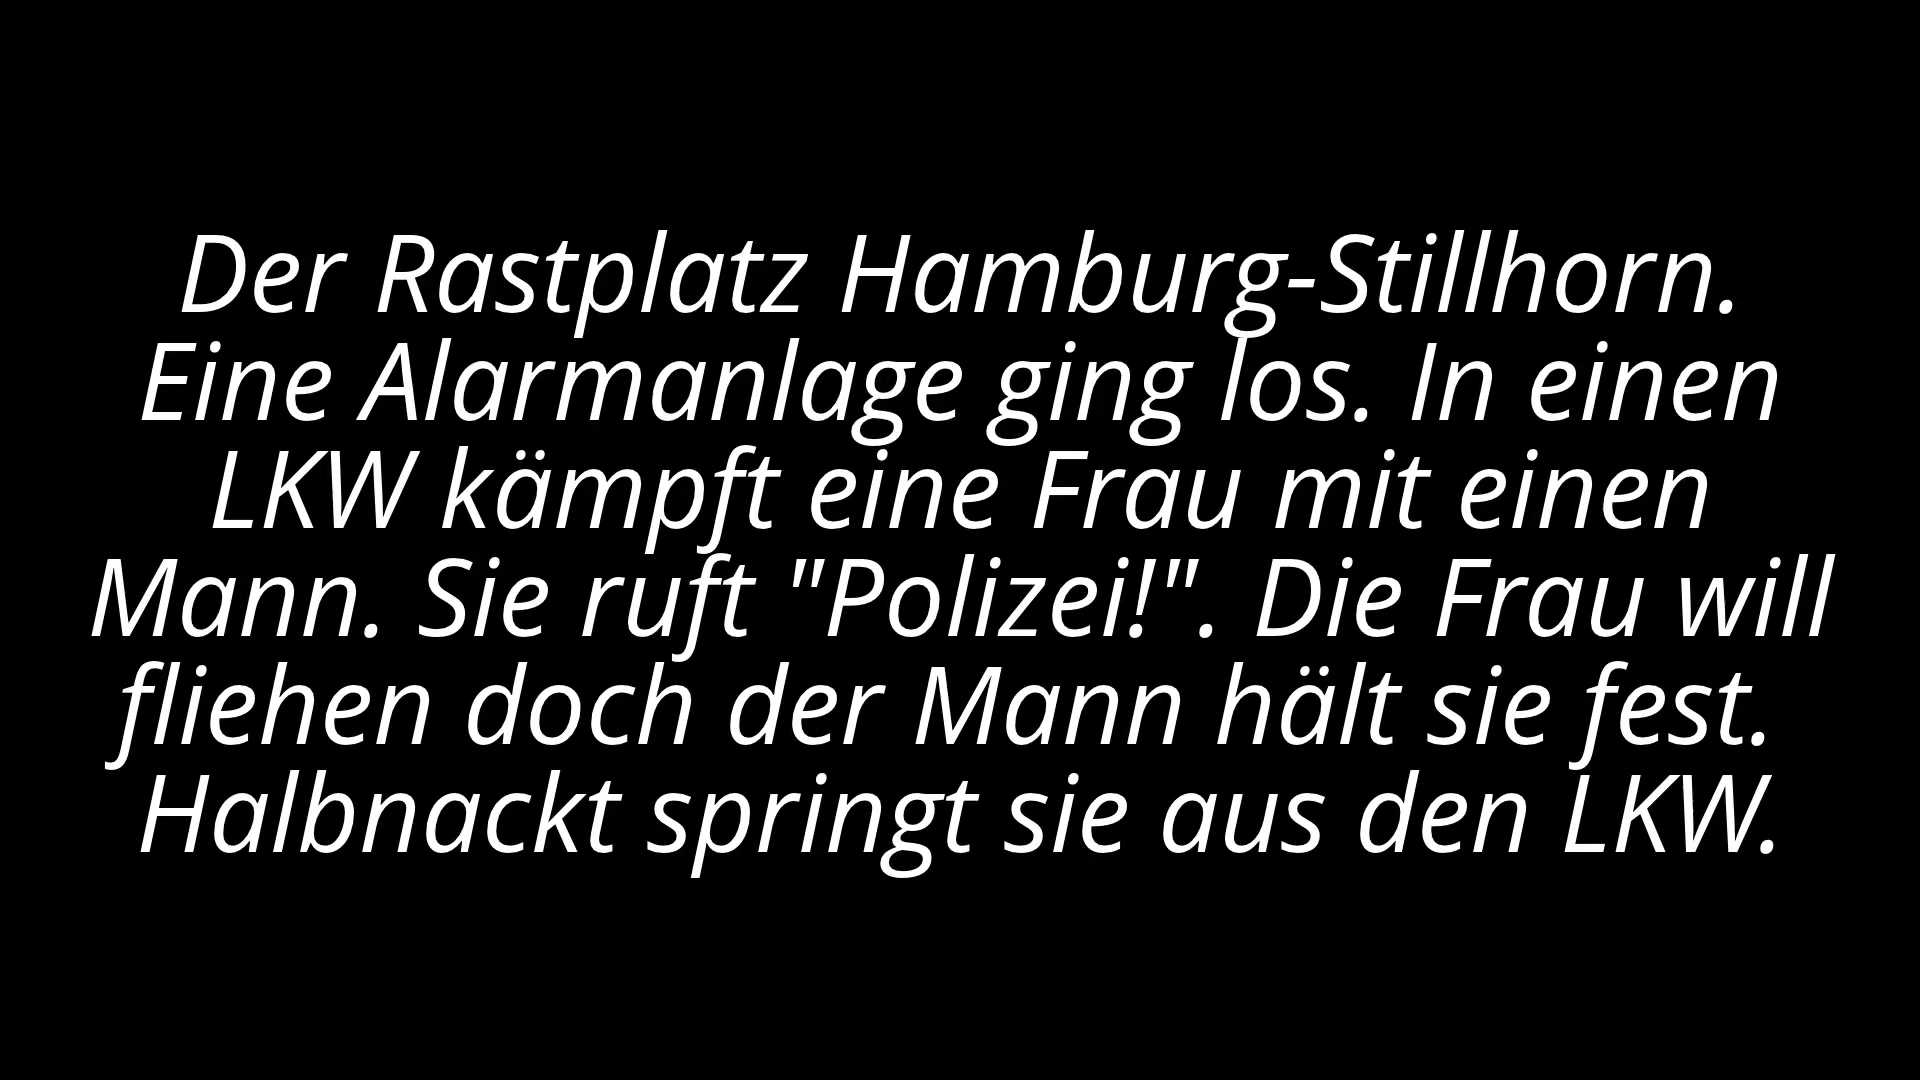 Der Rastplatz Hamburg-Stillhorn.
Eine Alarmanlage ging los. In einen
LKW kämpft eine Frau mit einen
Mann. Sie ruft "Polizei!". Die Frau will
fliehen doch der Mann hält sie fest.
Halbnackt springt sie aus den LKW.